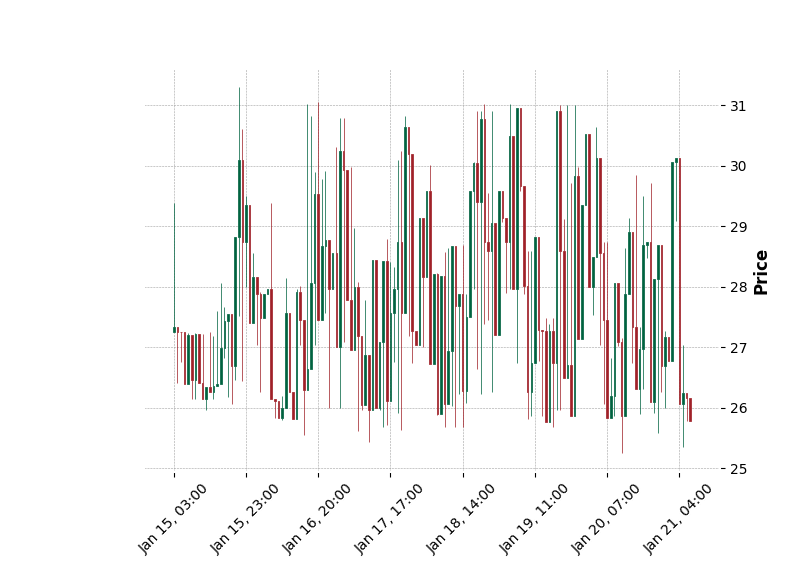 31
30
29
28
27
26
25
Price
Jan 15, 03:00
Jan 15, 23:00
Jan 16, 20:00
Jan 17, 17:00
Jan 18, 14:00
Jan 19, 11:00
Jan 20, 07:00
Jan 21, 04:00